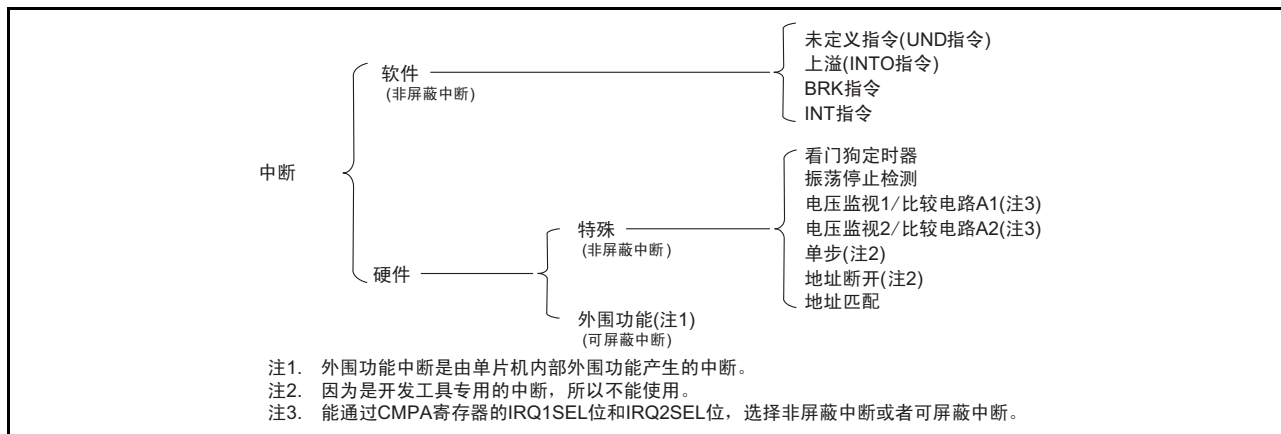 未定义指令(UND指令)
上溢(INTO指令)
BRK指令
INT指令
软件
(非屏蔽中断)
中断
看门狗定时器
振荡停止检测
电压监视1/比较电路A1(注3)
电压监视2/比较电路A2(注3)
单步(注2)
地址断开(注2)
地址匹配
特殊
(非屏蔽中断)
硬件
外围功能(注1)
(可屏蔽中断)
注1. 外围功能中断是由单片机内部外围功能产生的中断。
注2. 因为是开发工具专用的中断，所以不能使用。
注3. 能通过CMPA寄存器的IRQ1SEL位和IRQ2SEL位，选择非屏蔽中断或者可屏蔽中断。